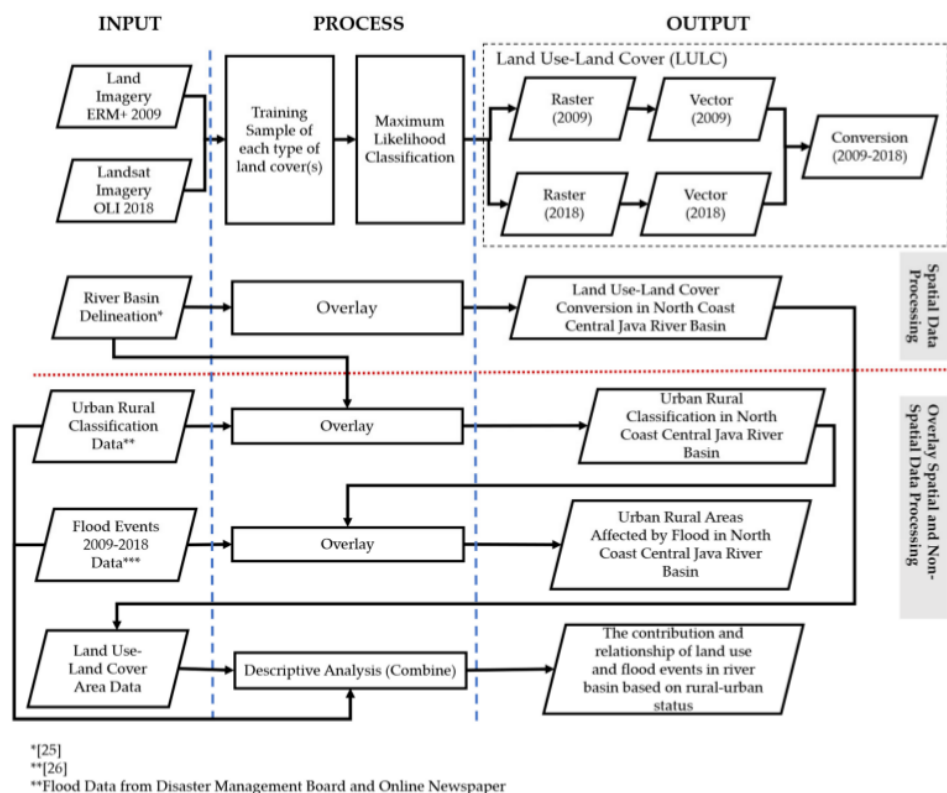 INPUT
PROCESS
OUTPUT
Land
Imagery
ERM+ 2009
Landsat
Imagery
OLI 2018
Training
Sample of
each type of
land cover(s)
Maximum
Likelihood
Classification
Land Use-Land Cover (LULC)
Raster
(2009)
Vector
(2009)
Raster
(2018)
Vector
(2018)
Conversion
(2009-2018)
Spatial Data
Processing
River Basin
Delineation*
Overlay
Land Use-Land Cover
Conversion in North Coast
Central Java River Basin
Urban Rural
Classification
Data**
Overlay
Urban Rural
Classification in North
Coast Central Java River
Basin
Overlay Spatial and Non-
Spatial Data Processing
Flood Events
2009-2018
Data***
Overlay
Urban Rural Areas
Affected by Flood in North
Coast Central Java River
Basin
Land Use-
Land Cover
Area Data
Descriptive Analysis (Combine)
The contribution and
relationship of land use
and flood events in river
basin based on rural-urban
status
*[25]
**[26]
**Flood Data from Disaster Management Board and Online Newspaper